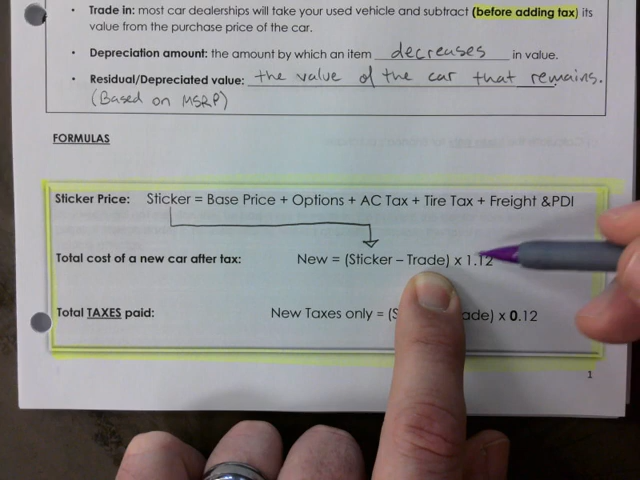 • Trade in: most car dealerships will take your used vehicle and subtract (before adding tax) its
value from the purchase price of the car.
• Depreciation amount: the amount by which an item decreases in value.
• Residual/Depreciated value: the value of the car that remains.
(Based on MSRP)
FORMULAS
Sticker Price: Sticker = Base Price + Options + AC Tax + Tire Tax + Freight &PDI
Total cost of a new car after tax: New = (Sticker – Trade) x 1.12
Total TAXES paid: New Taxes only = (S ade) x 0.12
1